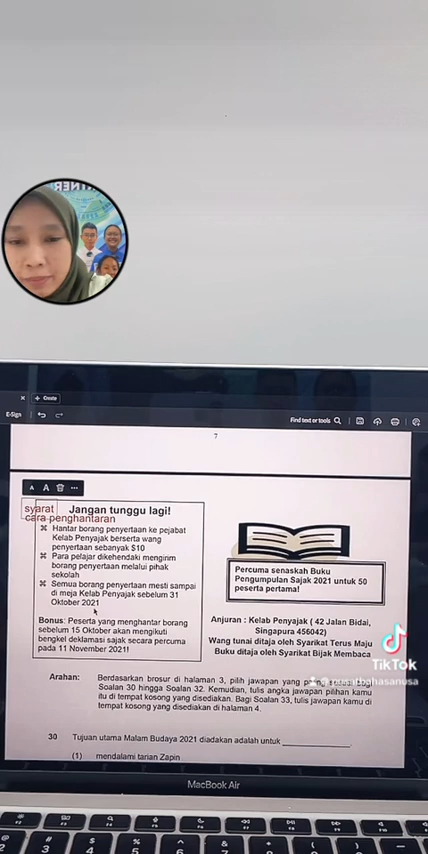 Create
E-Sign
Find text or tools
7
syarat
Jangan tunggu lagi!
cara penghantaran
Hantar borang penyertaan ke pejabat
Kelab Penyajak berserta wang
penyertaan sebanyak $10
Para pelajar dikehendaki mengirim
borang penyertaan melalui pihak
sekolah
Semua borang penyertaan mesti sampai
di meja Kelab Penyajak sebelum 31
Oktober 2021
Bonus: Peserta yang menghantar borang
sebelum 15 Oktober akan mengikuti
bengkel deklamasi sajak secara percuma
pada 11 November 2021!
Percuma senaskah Buku
Pengumpulan Sajak 2021 untuk 50
peserta pertama!
Anjuran : Kelab Penyajak ( 42 Jalan Bidai,
Singapura 456042)
Wang tunai ditaja oleh Syarikat Terus Maju
Buku ditaja oleh Syarikat Bijak Membaca
TikTok
@nusatbahasanusa
Arahan: Berdasarkan brosur di halaman 3, pilih jawapan yang
Soalan 30 hingga Soalan 32. Kemudian, tulis angka jawapan pilihan kamu
itu di tempat kosong yang disediakan. Bagi Soalan 33, tulis jawapan kamu di
tempat kosong yang disediakan di halaman 4.
30 Tujuan utama Malam Budaya 2021 diadakan adalah untuk
(1) mendalami tarian Zapin
MacBook Air